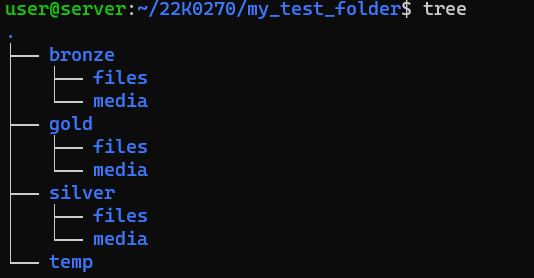 user@server:~/22K0270/my_test_folder$ tree
.
├── bronze
│   ├── files
│   └── media
├── gold
│   ├── files
│   └── media
├── silver
│   ├── files
│   └── media
└── temp